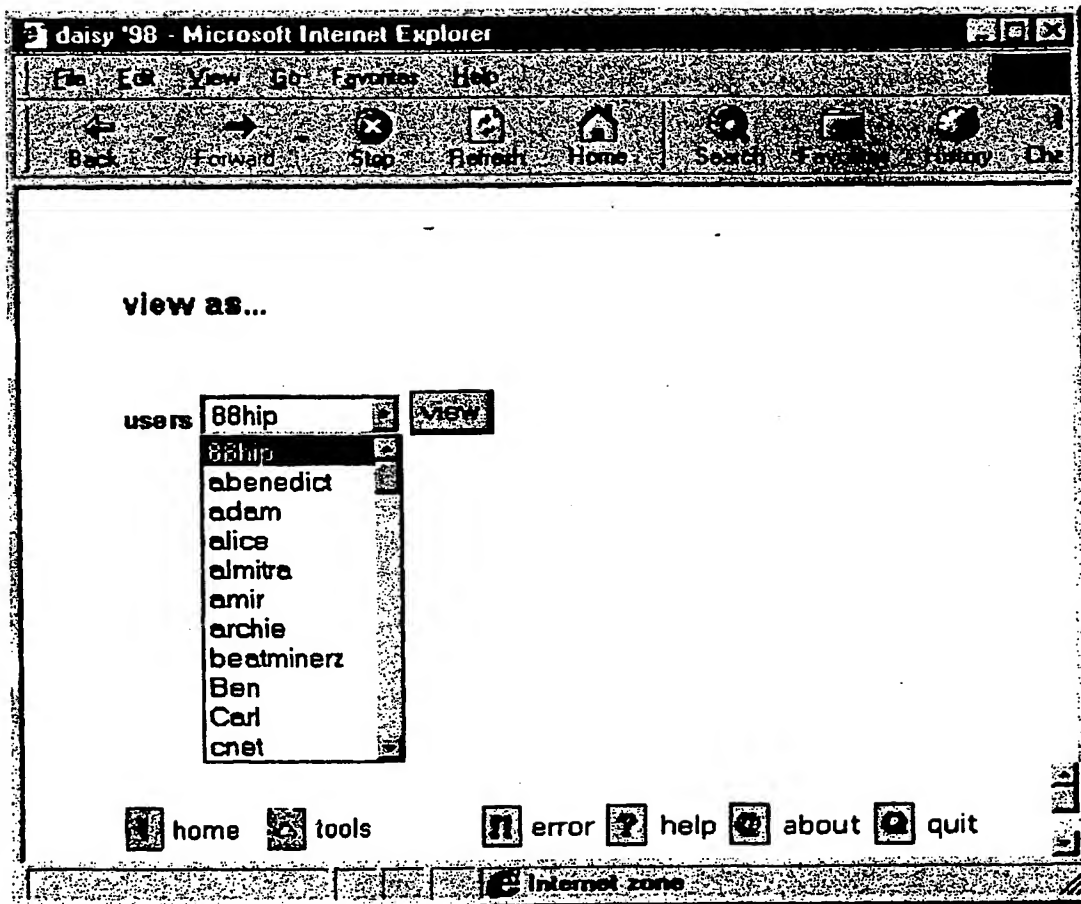 daisy '98 - Microsoft Internet Explorer
File Edit View Go Favorites Help
Back Forward Stop Refresh Home Search Favorites History Cha
view as...
users 88hip view
88hip
abenedict
adam
alice
almitra
amir
archie
beatminerz
Ben
Carl
cnet
home tools error ? help @ about Q quit
Internet zone